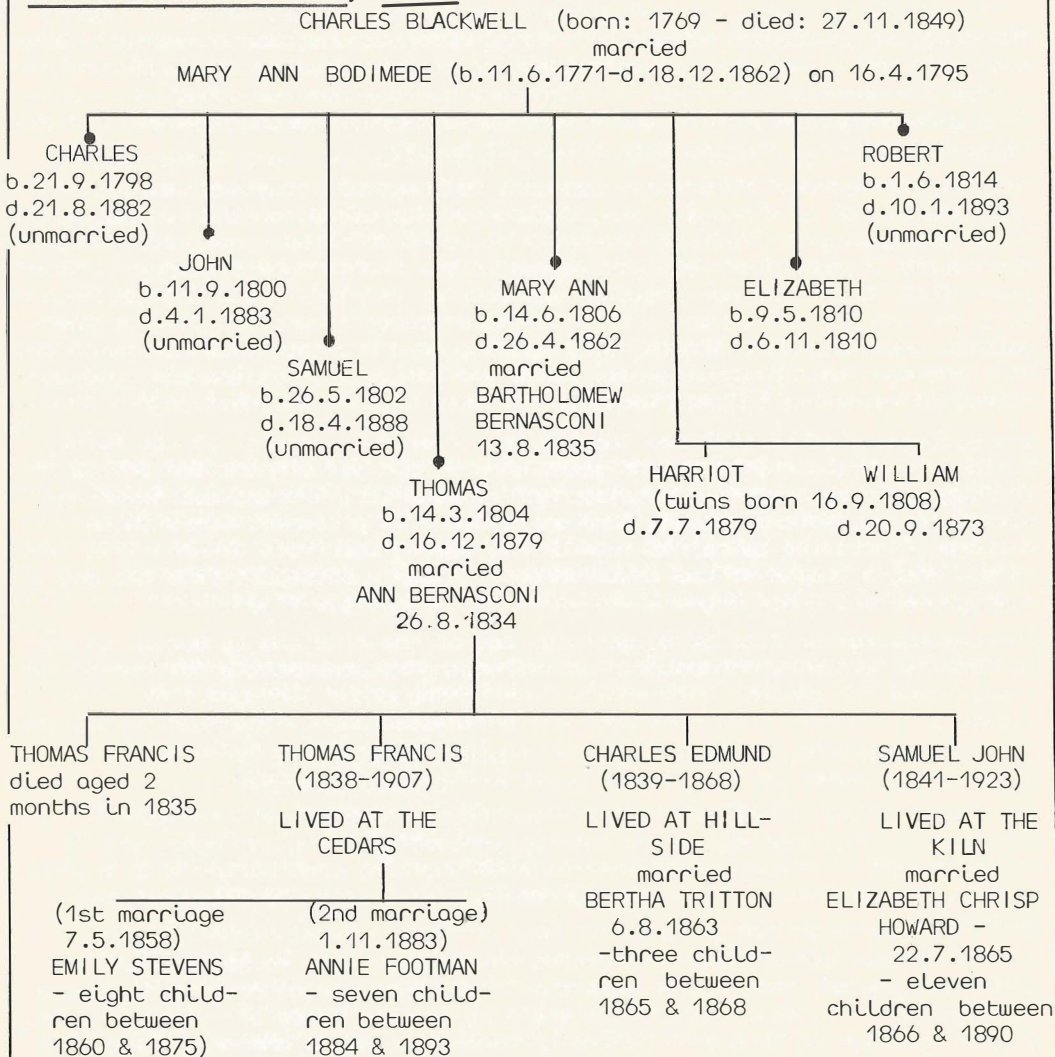 CHARLES BLACKWELL (born: 1769 - died: 27.11.1849)
married
MARY ANN BODIMEDE (b.11.6.1771-d.18.12.1862) on 16.4.1795
CHARLES
b.21.9.1798
d.21.8.1882
(unmarried)
JOHN
b.11.9.1800
d.4.1.1883
(unmarried)
SAMUEL
b.26.5.1802
d.18.4.1888
(unmarried)
THOMAS
b.14.3.1804
d.16.12.1879
married
ANN BERNASCONI
26.8.1834
MARY ANN
b.14.6.1806
d.26.4.1862
married
BARTHOLOMEW
BERNASCONI
13.8.1835
HARRIOT WILLIAM
(twins born 16.9.1808)
d.7.7.1879 d.20.9.1873
ELIZABETH
b.9.5.1810
d.6.11.1810
ROBERT
b.1.6.1814
d.10.1.1893
(unmarried)
THOMAS FRANCIS
died aged 2
months in 1835
THOMAS FRANCIS
(1838-1907)
LIVED AT THE
CEDARS
(1st marriage
7.5.1858)
EMILY STEVENS
- eight child-
ren between
1860 & 1875)
(2nd marriage)
1.11.1883)
ANNIE FOOTMAN
- seven child-
ren between
1884 & 1893
CHARLES EDMUND
(1839-1868)
LIVED AT HILL-
SIDE
married
BERTHA TRITTON
6.8.1863
-three child-
ren between
1865 & 1868
SAMUEL JOHN
(1841-1923)
LIVED AT THE
KILN
married
ELIZABETH CHRISP
HOWARD -
22.7.1865
- eleven
children between
1866 & 1890